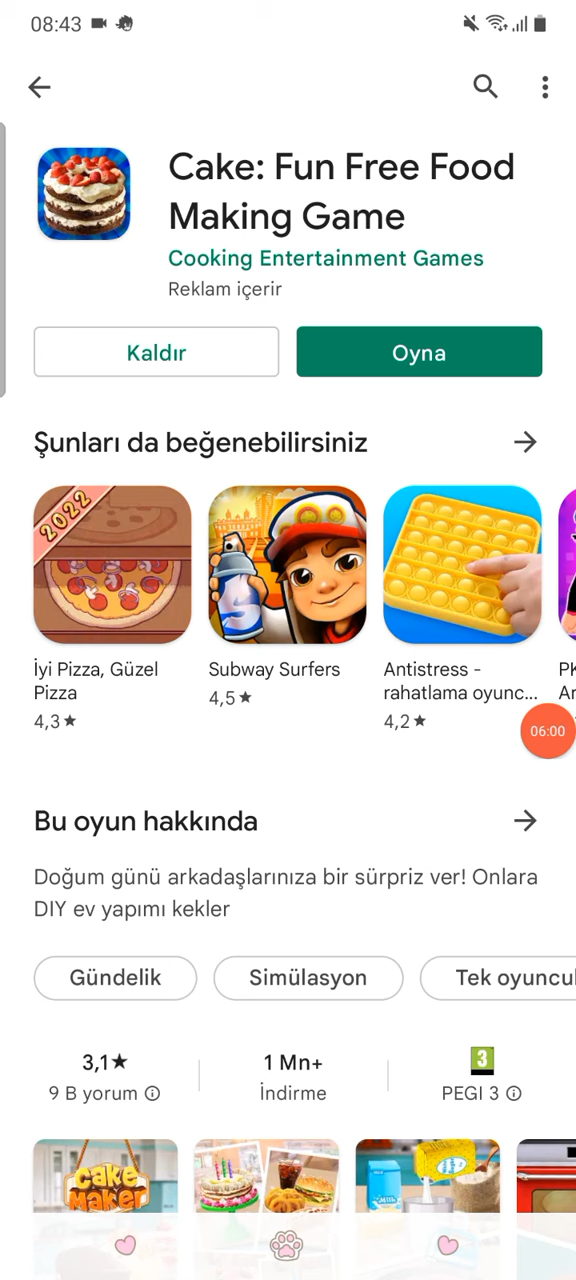 08:43
Cake: Fun Free Food
Making Game
Cooking Entertainment Games
Reklam içerir
Kaldır
Oyna
Şunları da beğenebilirsiniz
2022
İyi Pizza, Güzel
Pizza
4,3★
Subway Surfers
4,5★
Antistress -
rahatlama oyunc...
4,2★
06:00
Bu oyun hakkında
Doğum günü arkadaşlarınıza bir sürpriz ver! Onlara
DIY ev yapımı kekler
Gündelik
Simülasyon
Tek oyuncul
3,1★
9 B yorum
1 Mn+
İndirme
3
PEGI 3
Cake
Maker